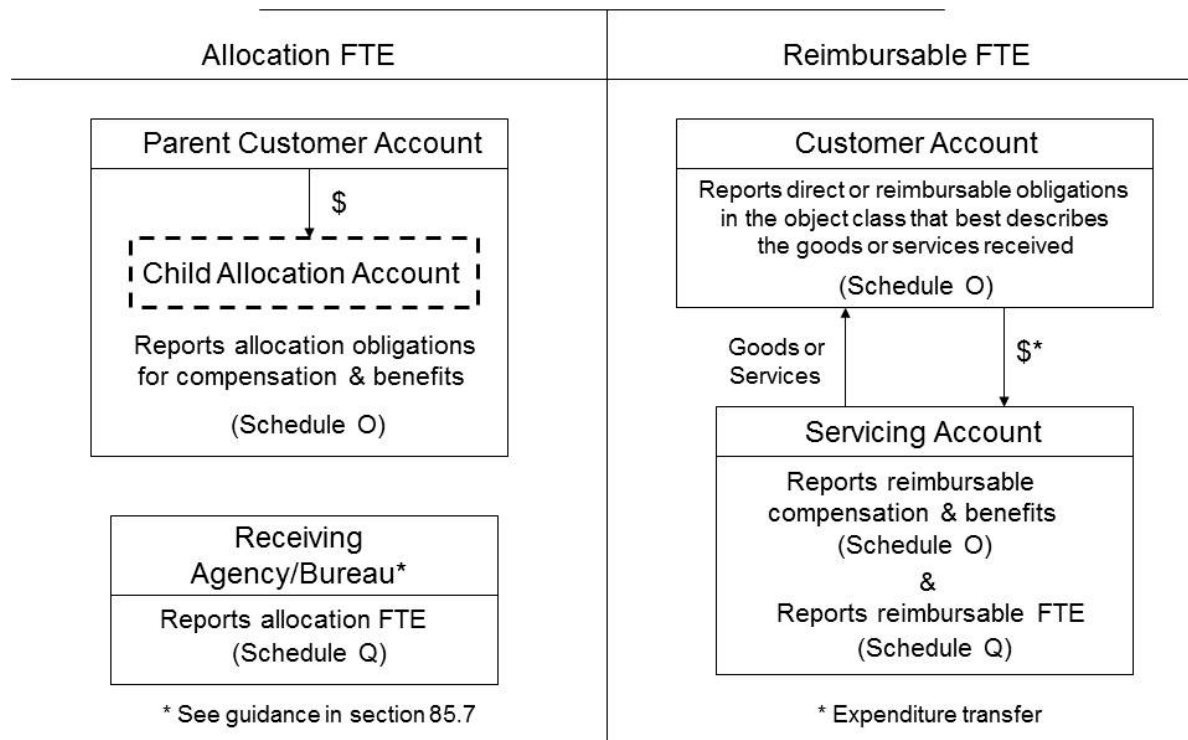 Allocation FTE
Parent Customer Account
$
Child Allocation Account
Reports allocation obligations
for compensation & benefits
(Schedule O)
Receiving
Agency/Bureau*
Reports allocation FTE
(Schedule Q)
* See guidance in section 85.7
Reimbursable FTE
Customer Account
Reports direct or reimbursable obligations
in the object class that best describes
the goods or services received
(Schedule O)
Goods or
Services
$*
Servicing Account
Reports reimbursable
compensation & benefits
(Schedule O)
&
Reports reimbursable FTE
(Schedule Q)
* Expenditure transfer